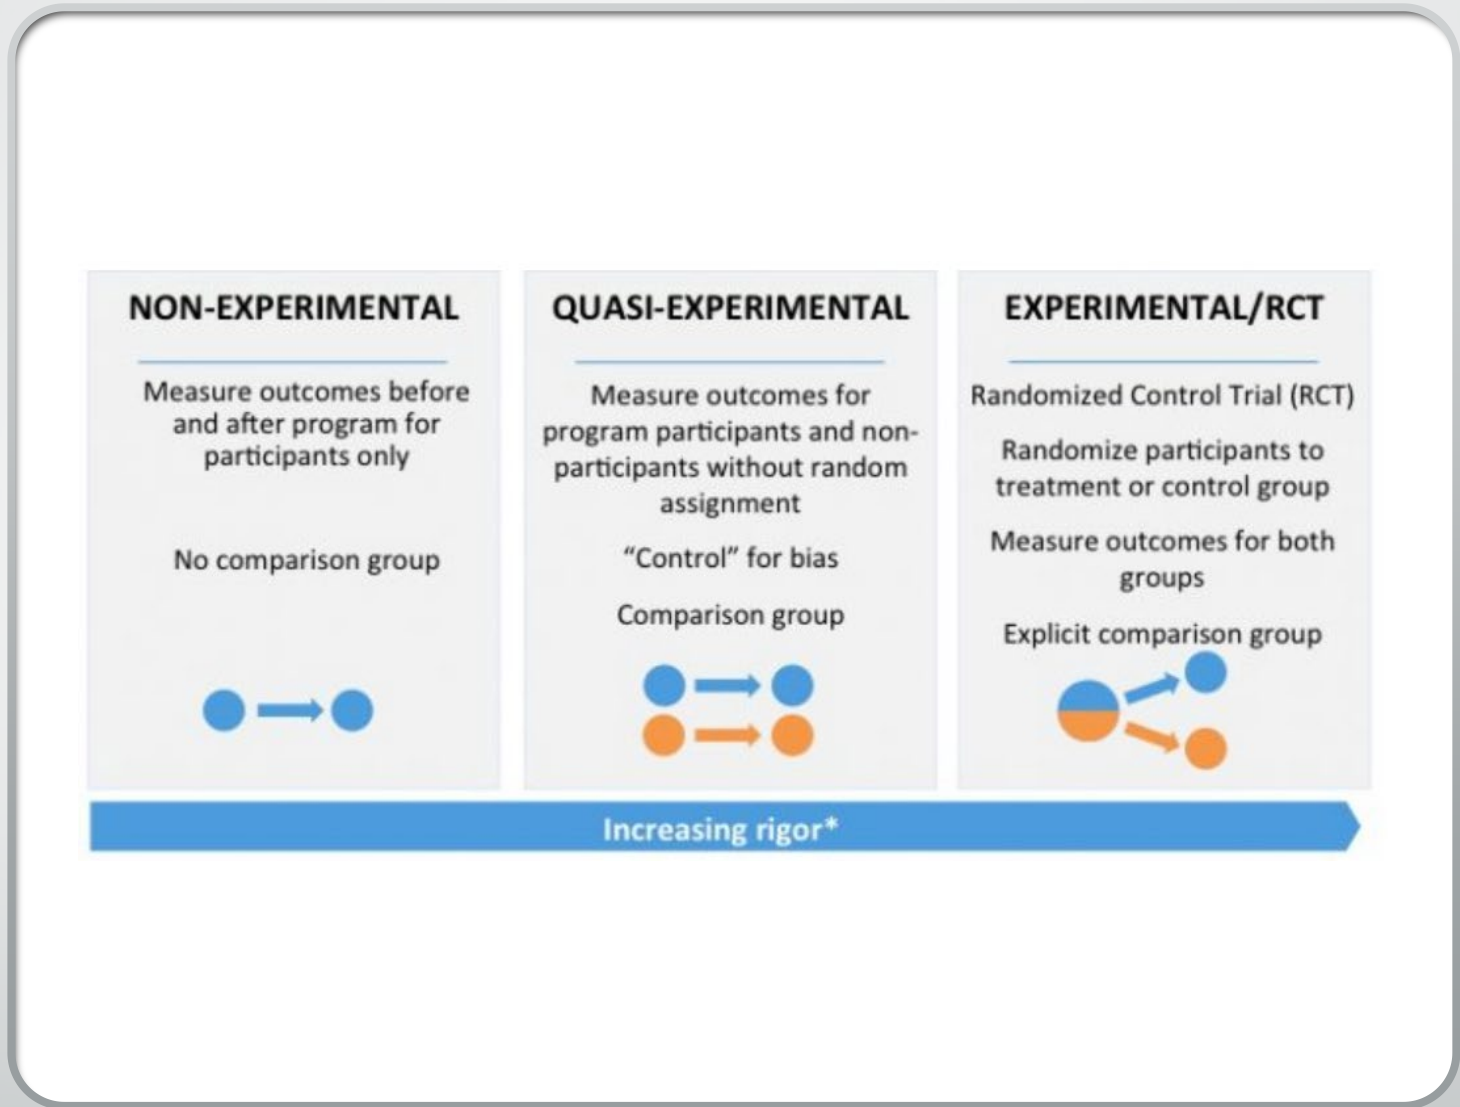 NON-EXPERIMENTAL
Measure outcomes before
and after program for
participants only
No comparison group
QUASI-EXPERIMENTAL
Measure outcomes for
program participants and non-
participants without random
assignment
“Control” for bias
Comparison group
EXPERIMENTAL/RCT
Randomized Control Trial (RCT)
Randomize participants to
treatment or control group
Measure outcomes for both
groups
Explicit comparison group
Increasing rigor*